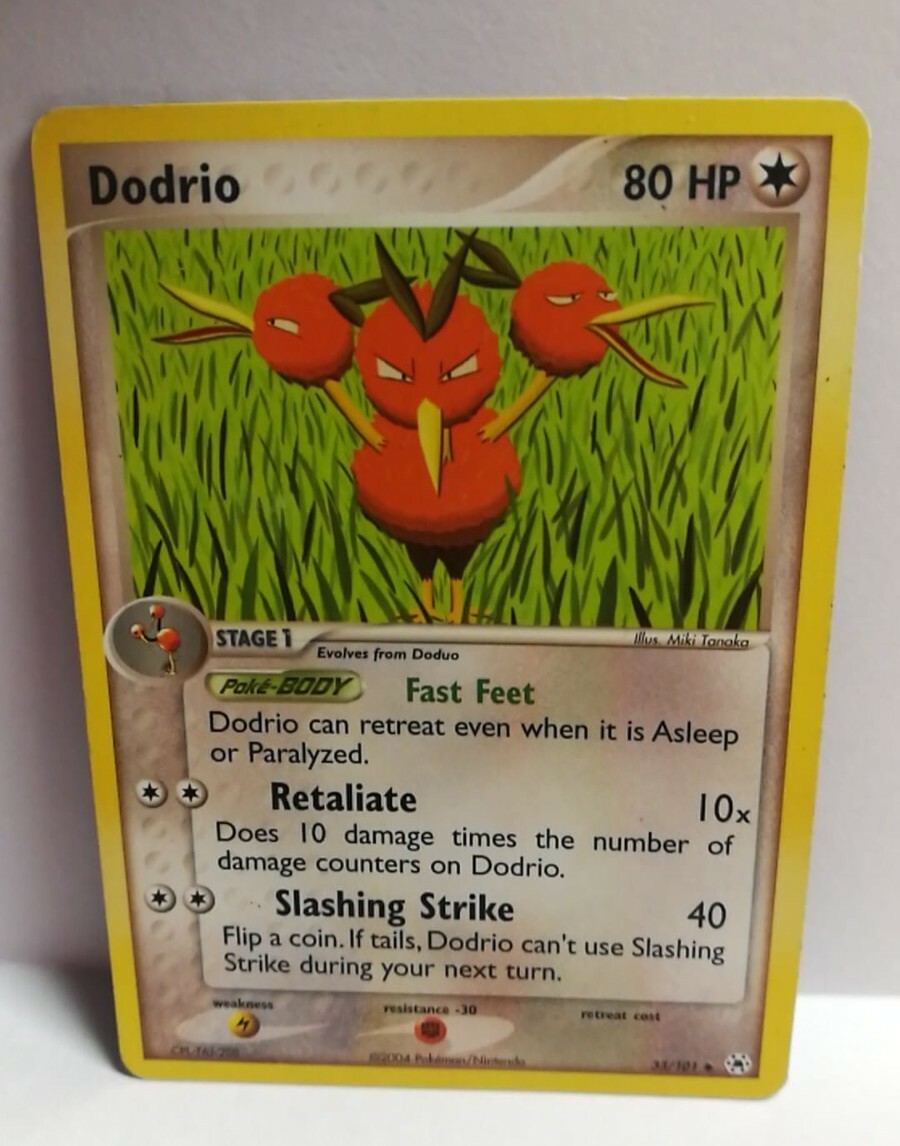 Dodrio
80 HP
STAGE 1
Illus. Miki Tanaka
Evolves from Doduo
Poké-BODY Fast Feet
Dodrio can retreat even when it is Asleep
or Paralyzed.
Retaliate 10x
Does 10 damage times the number of
damage counters on Dodrio.
Slashing Strike 40
Flip a coin. If tails, Dodrio can't use Slashing
Strike during your next turn.
weakness resistance -30 retreat cost
©2004 Pokémon/Nintendo